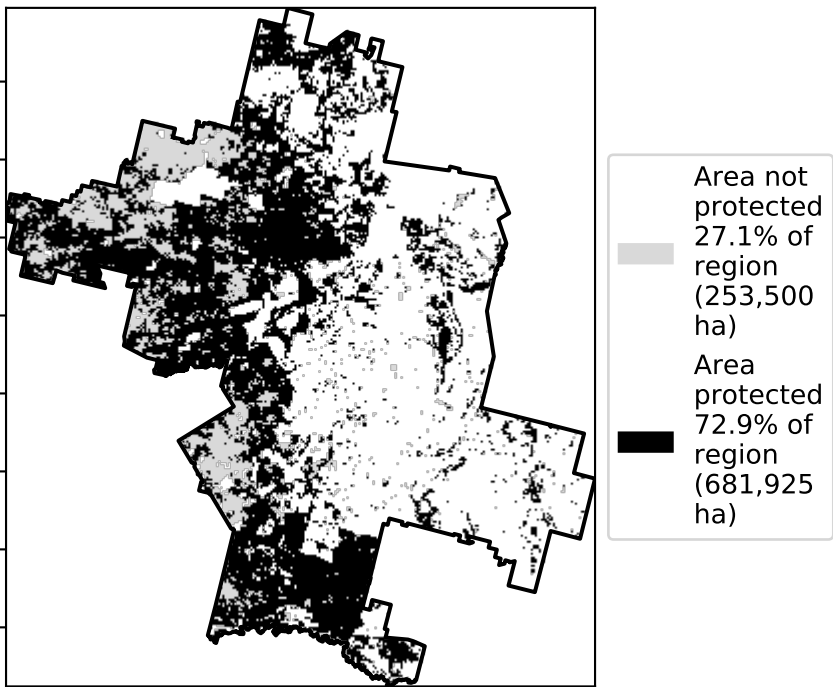 Area not
protected
27.1% of
region
(253,500
ha)
Area
protected
72.9% of
region
(681,925
ha)